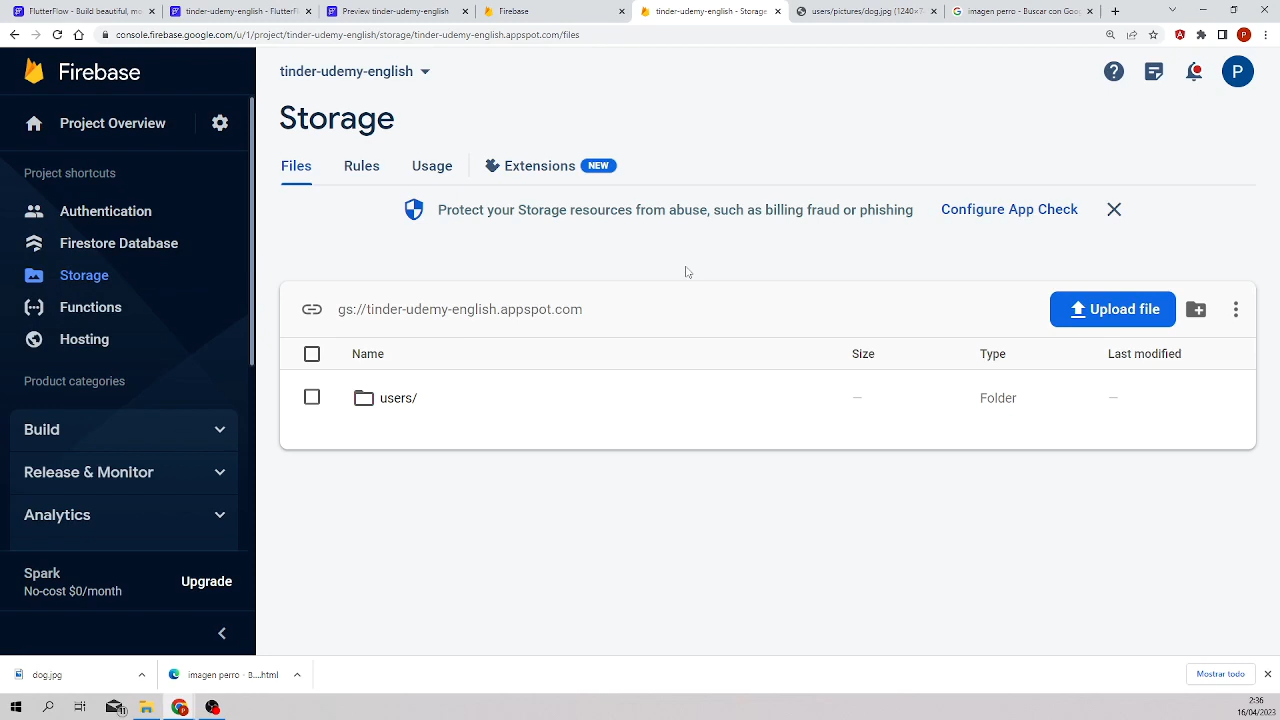 FlutterFlow - Build beautiful, mo
tinder-udemy-english - FlutterFl
Preview tinder-udemy-english -
Firebase
tinder-udemy-english - Storage
users/pictures/dog.jpg (1240×7
imagen perro - Buscar con Goog
console.firebase.google.com/u/1/project/tinder-udemy-english/storage/tinder-udemy-english.appspot.com/files
P
Firebase
tinder-udemy-english
P
Project Overview
Storage
Files
Rules
Usage
Extensions
NEW
Project shortcuts
Authentication
Firestore Database
Storage
Functions
Hosting
Product categories
Build
Release & Monitor
Analytics
Spark
No-cost $0/month
Upgrade
Protect your Storage resources from abuse, such as billing fraud or phishing
Configure App Check
gs://tinder-udemy-english.appspot.com
Upload file
Name
Size
Type
Last modified
users/
—
Folder
—
dog.jpg
imagen perro - B....html
Mostrar todo
2:36
16/04/2023